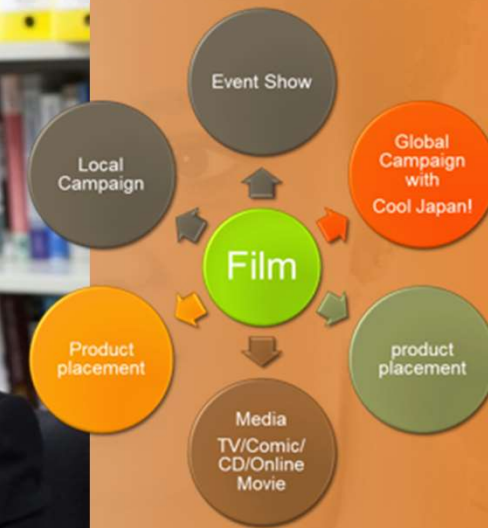 Event Show
Local
Campaign
Global
Campaign
with
Cool Japan!
Film
Product
placement
product
placement
Media
TV/Comic/
CD/Online
Movie